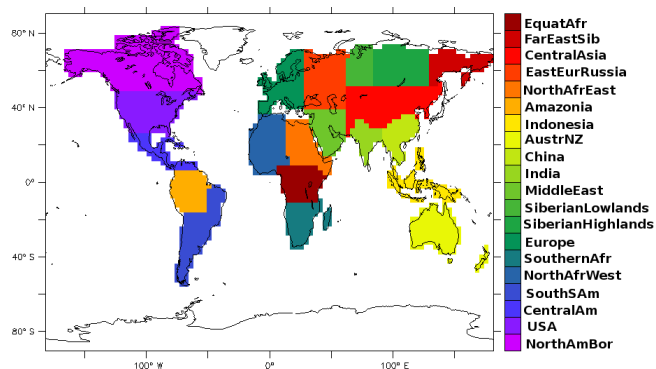 80° N
40° N
0°
40° S
80° S
100° W
0°E
100° E
EquatAfr
FarEastSib
CentralAsia
EastEurRussia
NorthAfrEast
Amazonia
Indonesia
AustrNZ
China
India
MiddleEast
SiberianLowlands
SiberianHighlands
Europe
SouthernAfr
NorthAfrWest
SouthSAm
CentralAm
USA
NorthAmBor